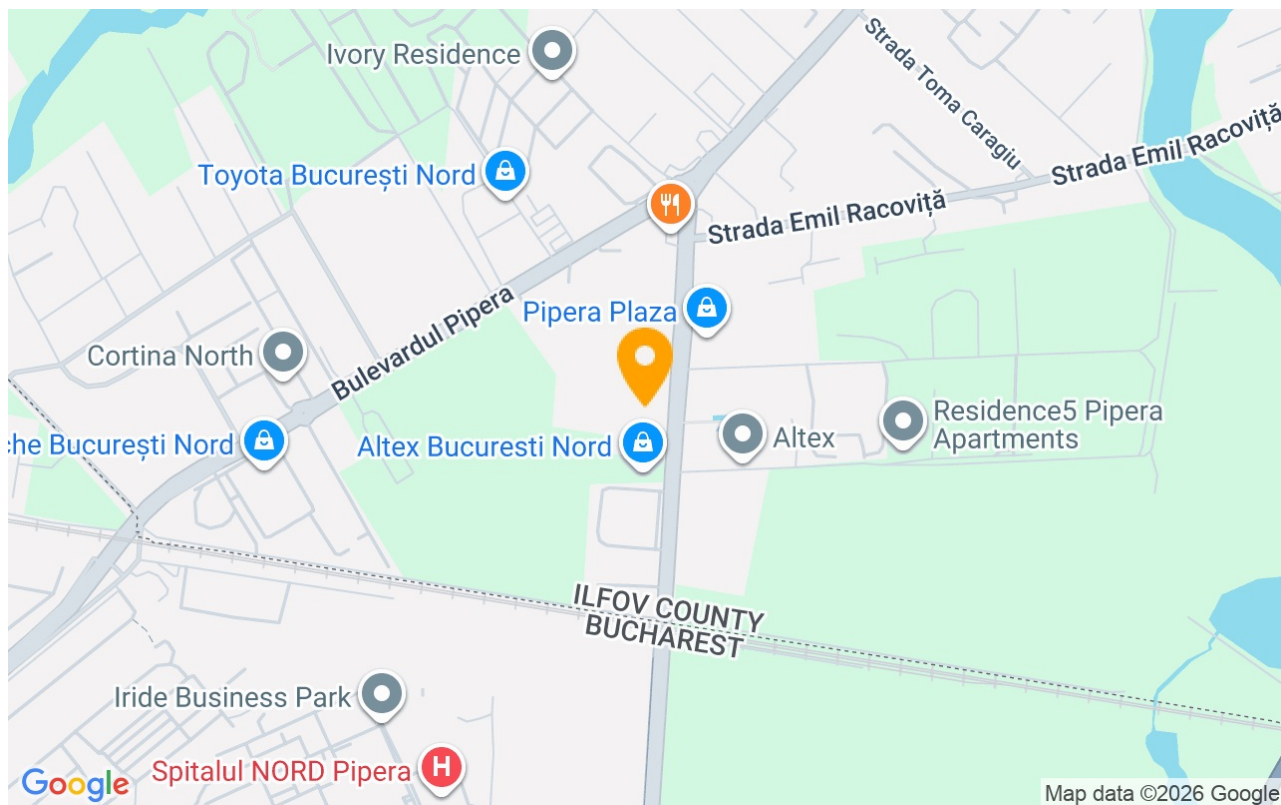 Ivory Residence
Strada Toma Caragiu
Strada Emil Racoviță
Toyota București Nord
Strada Emil Racoviță
Pipera Plaza
Bulevardul Pipera
Cortina North
Residence5 Pipera
Apartments
che București Nord
Altex Bucuresti Nord
Altex
ILFOV COUNTY
BUCHAREST
Iride Business Park
Spitalul NORD Pipera
H
Google
Map data ©2026 Google